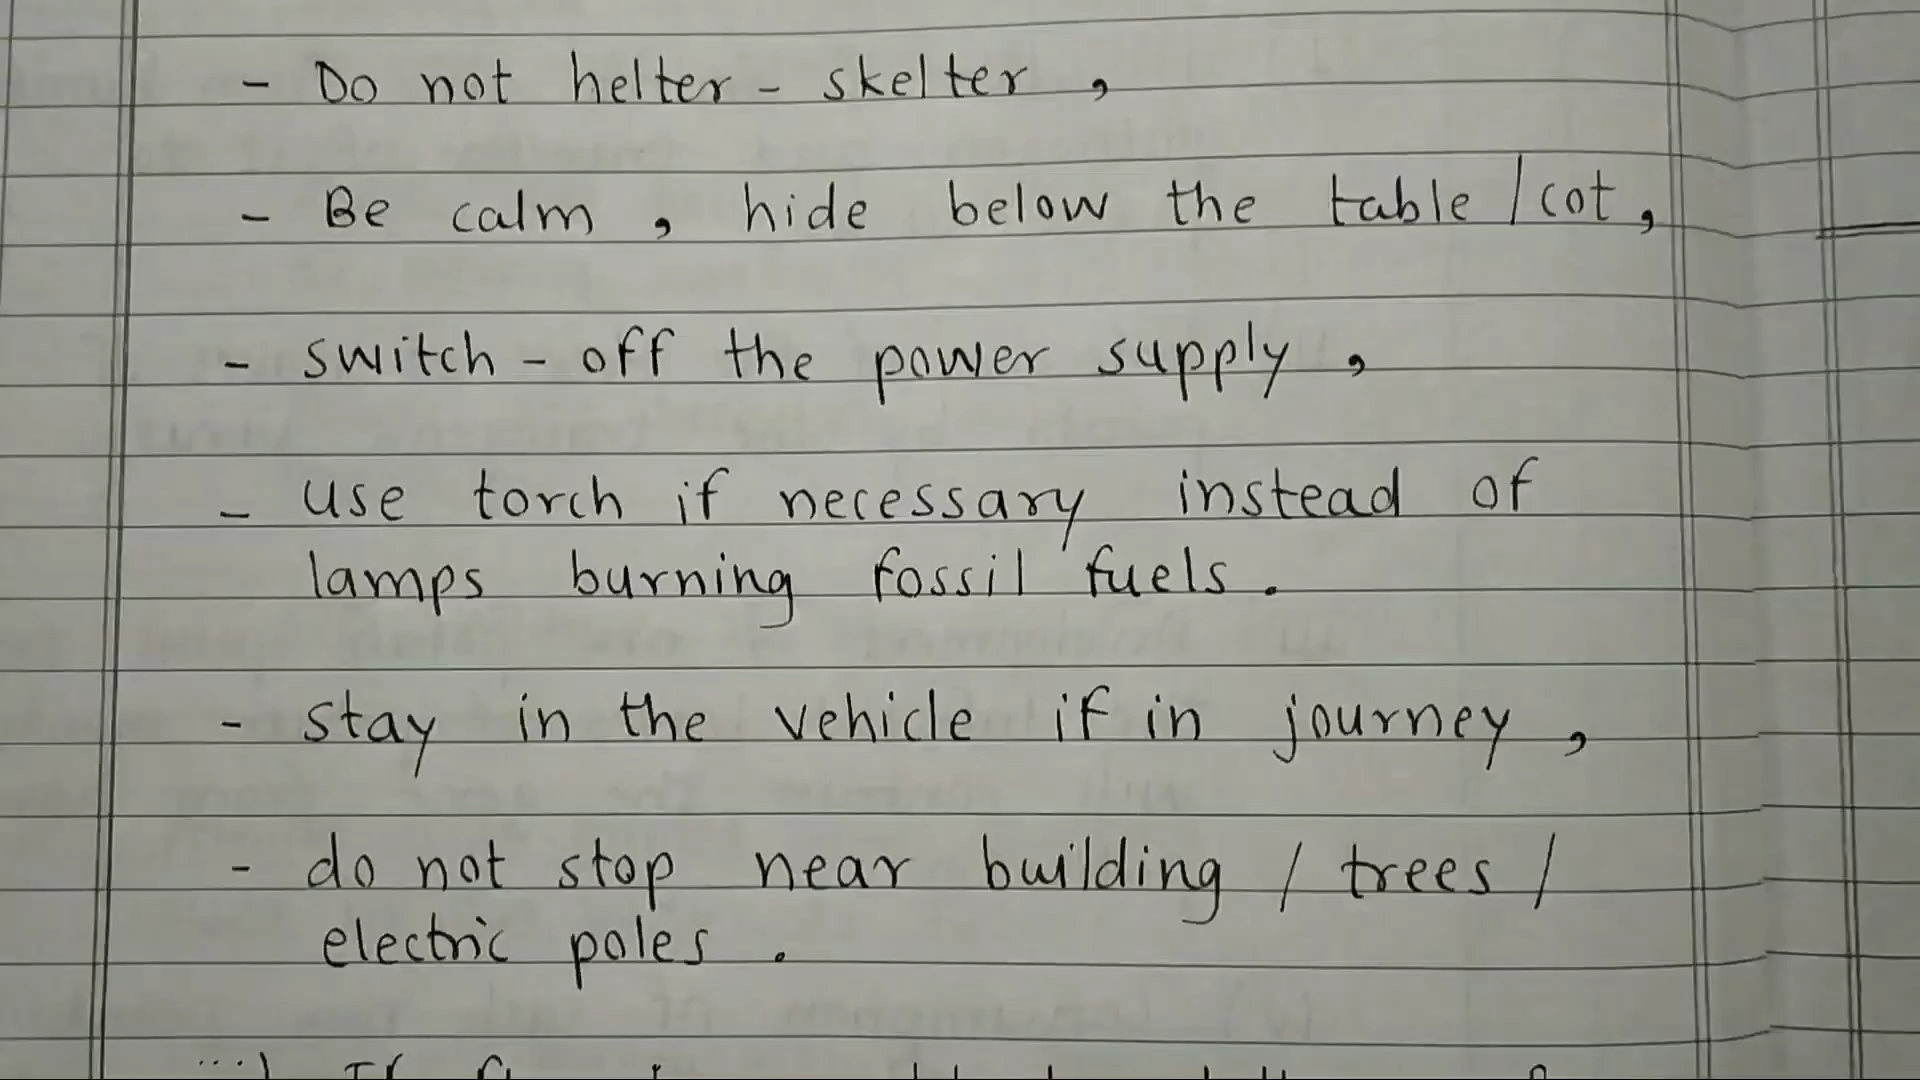 - Do not helter - skelter ,
- Be calm , hide below the table / cot ,
- switch - off the power supply ,
- use torch if necessary instead of
lamps burning fossil fuels .
- stay in the vehicle if in journey ,
- do not stop near building / trees /
electric poles .